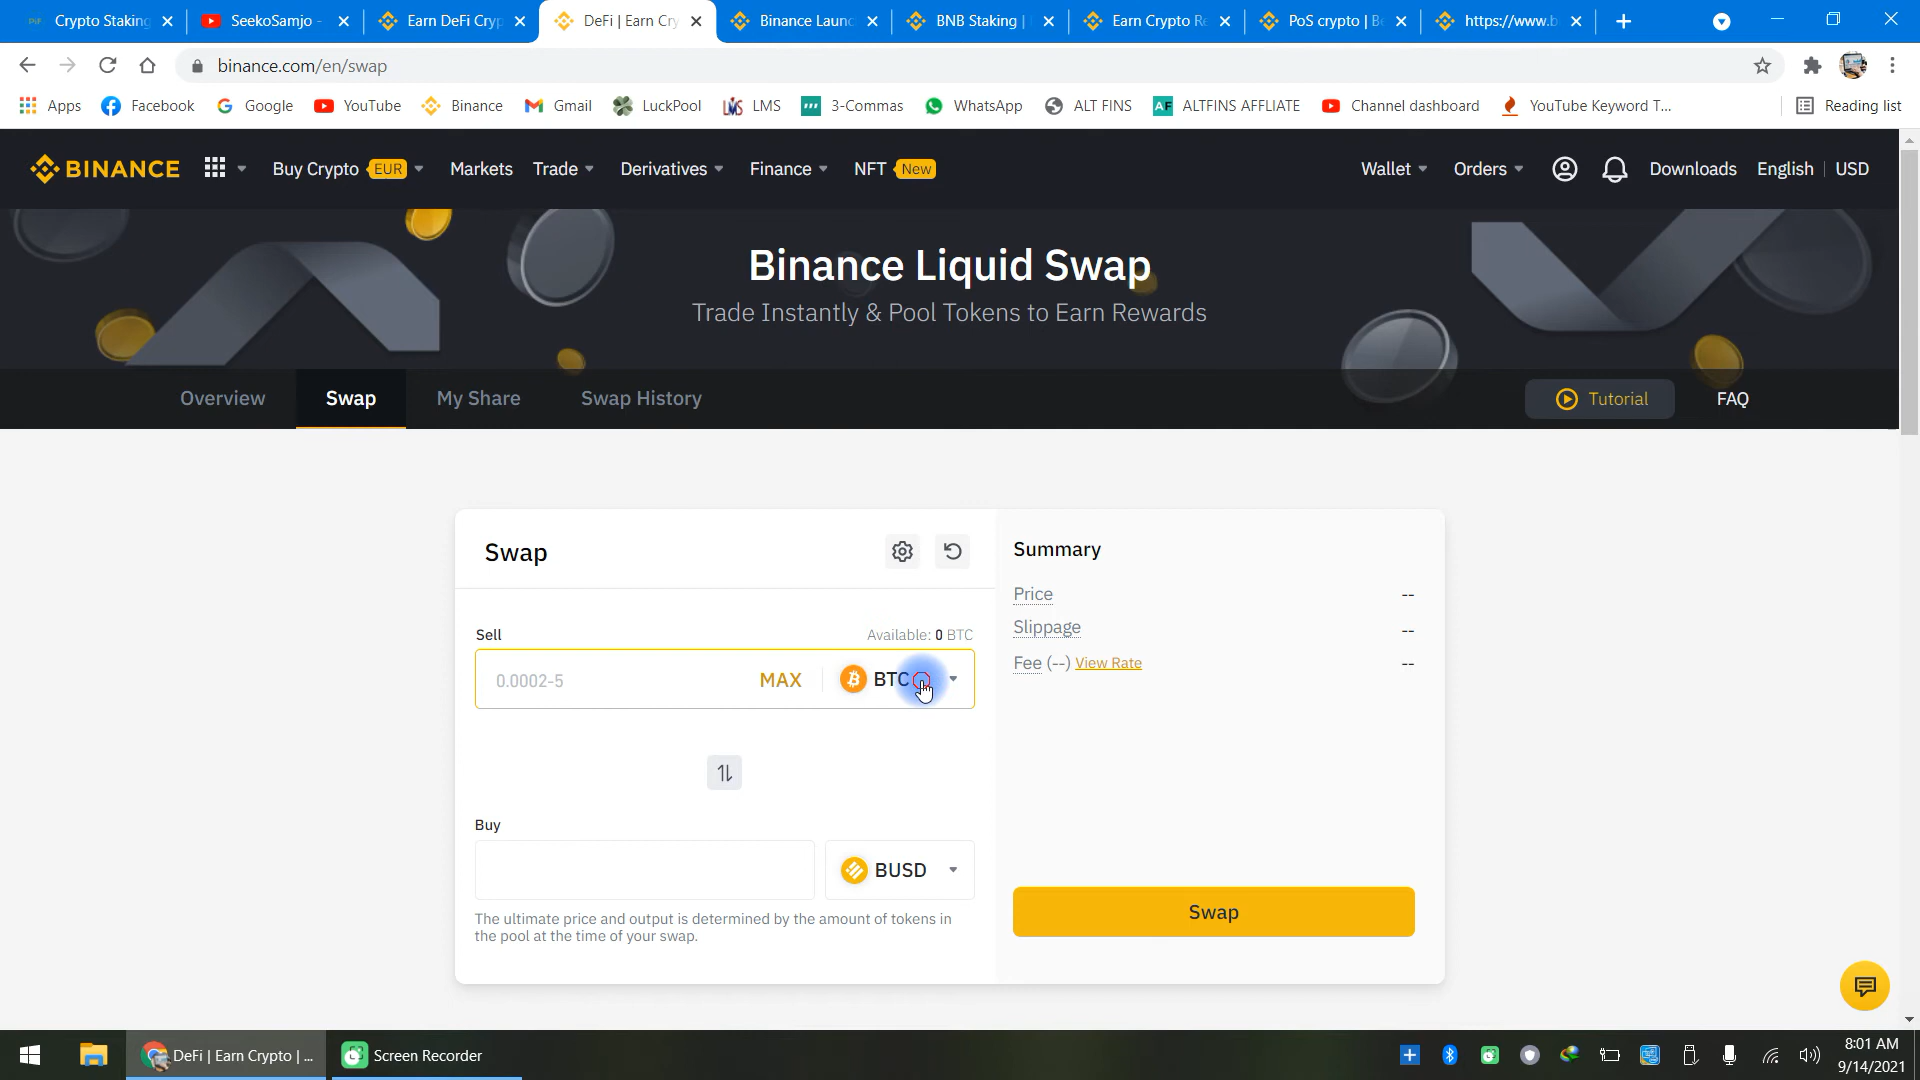 Crypto Staking
SeekoSamjo -
Earn DeFi Cryp
DeFi | Earn Cry
Binance Launc
BNB Staking |
Earn Crypto Re
PoS crypto | Be
https://www.b
binance.com/en/swap
Apps Facebook Google YouTube Binance Gmail LuckPool LMS 3-Commas WhatsApp ALT FINS AF ALTFINS AFFLIATE Channel dashboard YouTube Keyword T... Reading list
BINANCE Buy Crypto EUR Markets Trade Derivatives Finance NFT New Wallet Orders Downloads English USD
Binance Liquid Swap
Trade Instantly & Pool Tokens to Earn Rewards
Overview Swap My Share Swap History Tutorial FAQ
Swap
Sell Available: 0 BTC
0.0002-5 MAX BTC
Buy
BUSD
The ultimate price and output is determined by the amount of tokens in
the pool at the time of your swap.
Summary
Price --
Slippage --
Fee (--) View Rate --
Swap
DeFi | Earn Crypto | ... Screen Recorder
8:01 AM
9/14/2021